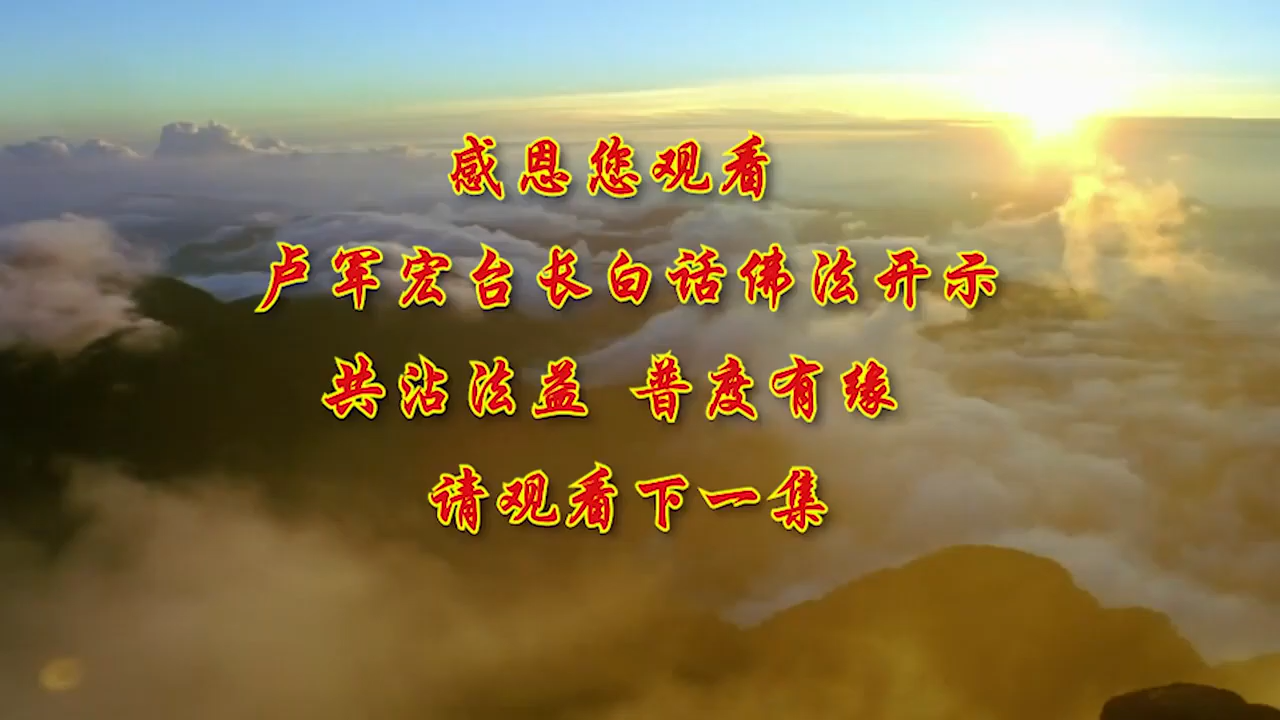 感恩您观看
卢军宏台长白话佛法开示
共沾法益 普度有缘
请观看下一集